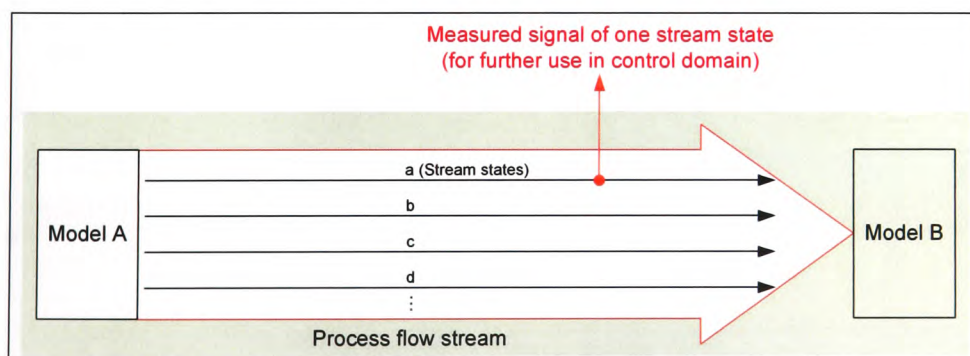 Measured signal of one stream state
(for further use in control domain)
a (Stream states)
b
Model A
Model B
c
d
⋮
Process flow stream